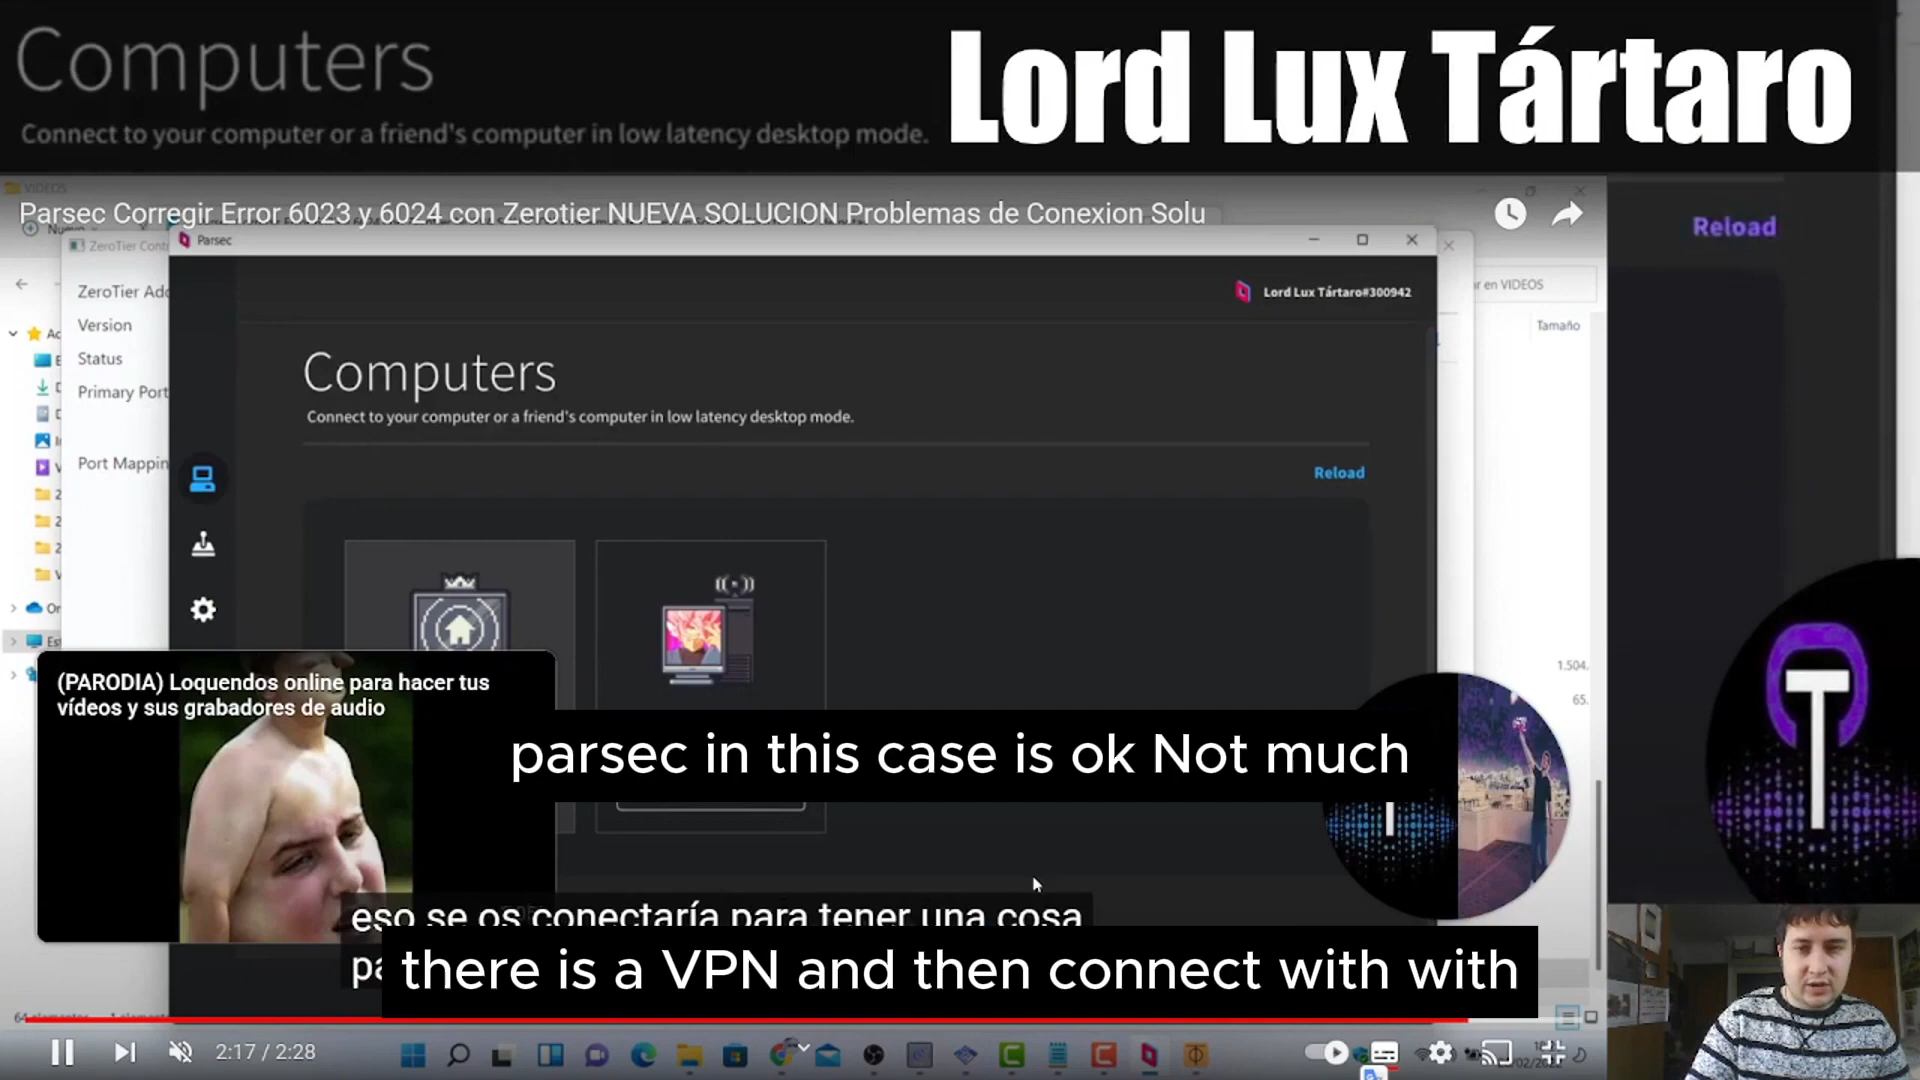 Computers
Connect to your computer or a friend's computer in low latency desktop mode.
Lord Lux Tártaro
VIDEOS
Parsec Corregir Error 6023 y 6024 con Zerotier NUEVA SOLUCION Problemas de Conexion Solu
Reload
Parsec
ZeroTier
Lord Lux Tártaro#300942
en VIDEOS
Version
Tamaño
Status
Computers
Primary Port
Connect to your computer or a friend's computer in low latency desktop mode.
Port Mappin
Reload
(PARODIA) Loquendos online para hacer tus
vídeos y sus grabadores de audio
1.504.
65.
T
parsec in this case is ok Not much
eso se os conectaría para tener una cosa
there is a VPN and then connect with with
2:17 / 2:28